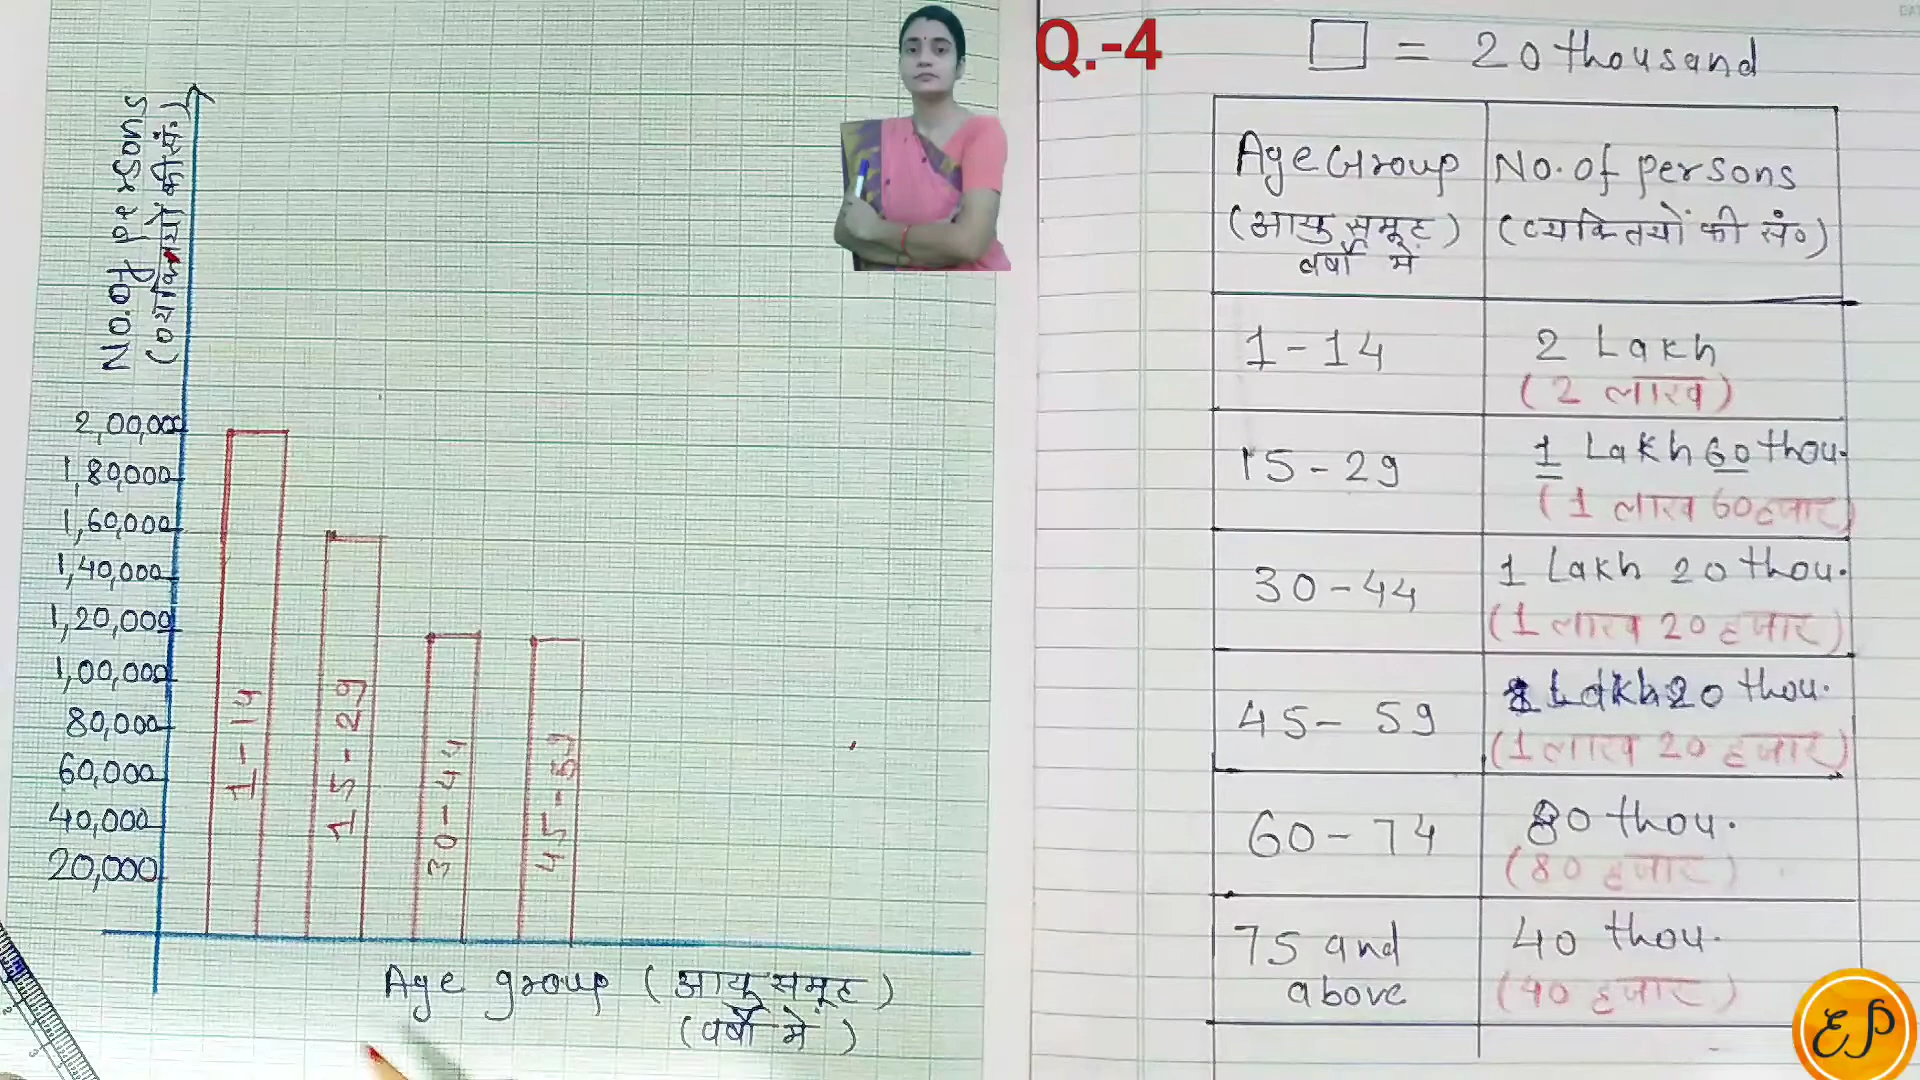 No. of persons
(व्यक्तियों की सं.)
2,00,000
1,80,000
1,60,000
1,40,000
1,20,000
1,00,000
80,000
60,000
40,000
20,000
1-14
15-29
30-44
45-59
Age group (आयु समूह)
(वर्षों में)
Q.-4
= 20 thousand
Age Group
(आयु समूह)
वर्षों में
No. of persons
(व्यक्तियों की सं०)
1-14
2 Lakh
(2 लाख)
15-29
1 Lakh 60 thou.
(1 लाख 60 हजार)
30-44
1 Lakh 20 thou.
(1 लाख 20 हजार)
45-59
1 Lakh 20 thou.
(1 लाख 20 हजार)
60-74
80 thou.
(80 हजार)
75 and
above
40 thou.
(40 हजार)
EP